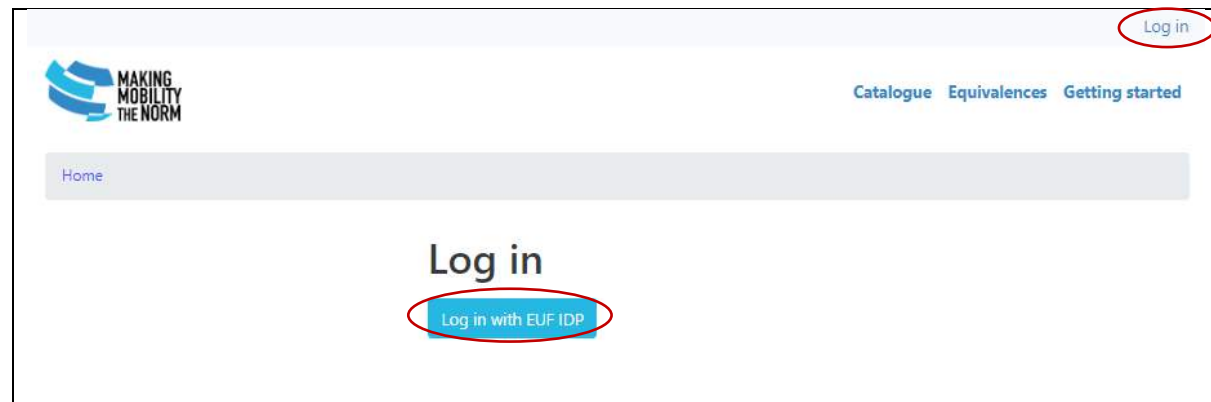 Log in
MAKING
MOBILITY
THE NORM
Catalogue Equivalences Getting started
Home
Log in
Log in with EUF IDP